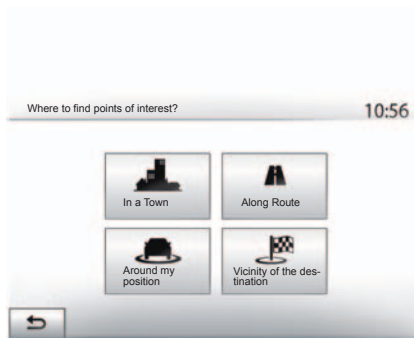 Where to find points of interest?
10:56
In a Town
Along Route
Around my
position
Vicinity of the des-
tination